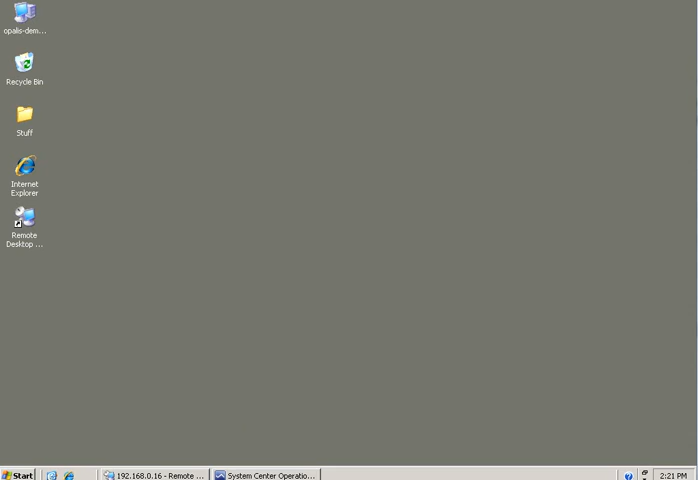 opalis-dem...
Recycle Bin
Stuff
Internet
Explorer
Remote
Desktop ...
Start
192.168.0.16 - Remote ...
System Center Operatio...
2:21 PM